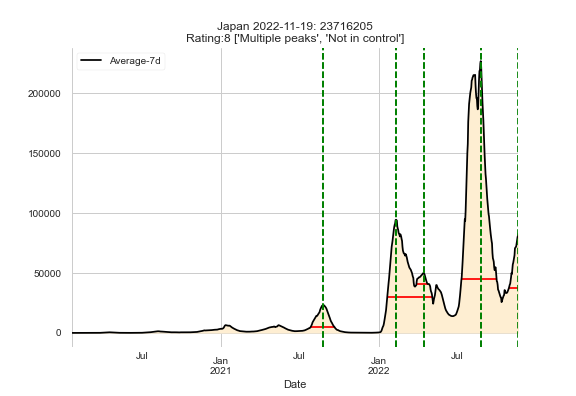 Japan 2022-11-19: 23716205
Rating:8 ['Multiple peaks', 'Not in control']
Average-7d
200000
150000
100000
50000
0
Jul
Jan
2021
Jul
Jan
2022
Jul
Date